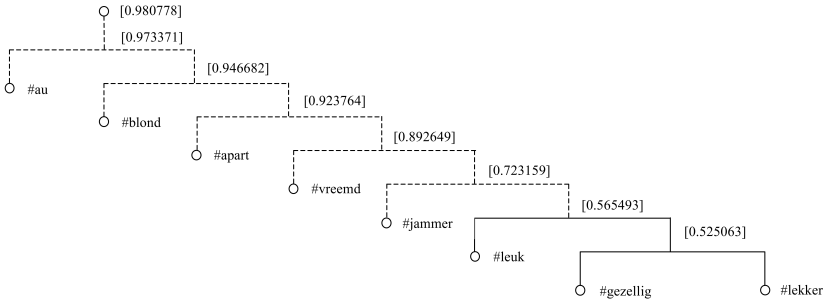 [0.980778]
[0.973371]
[0.946682]
#au
[0.923764]
#blond
[0.892649]
#apart
[0.723159]
#vreemd
[0.565493]
#jammer
[0.525063]
#leuk
#gezellig
#lekker